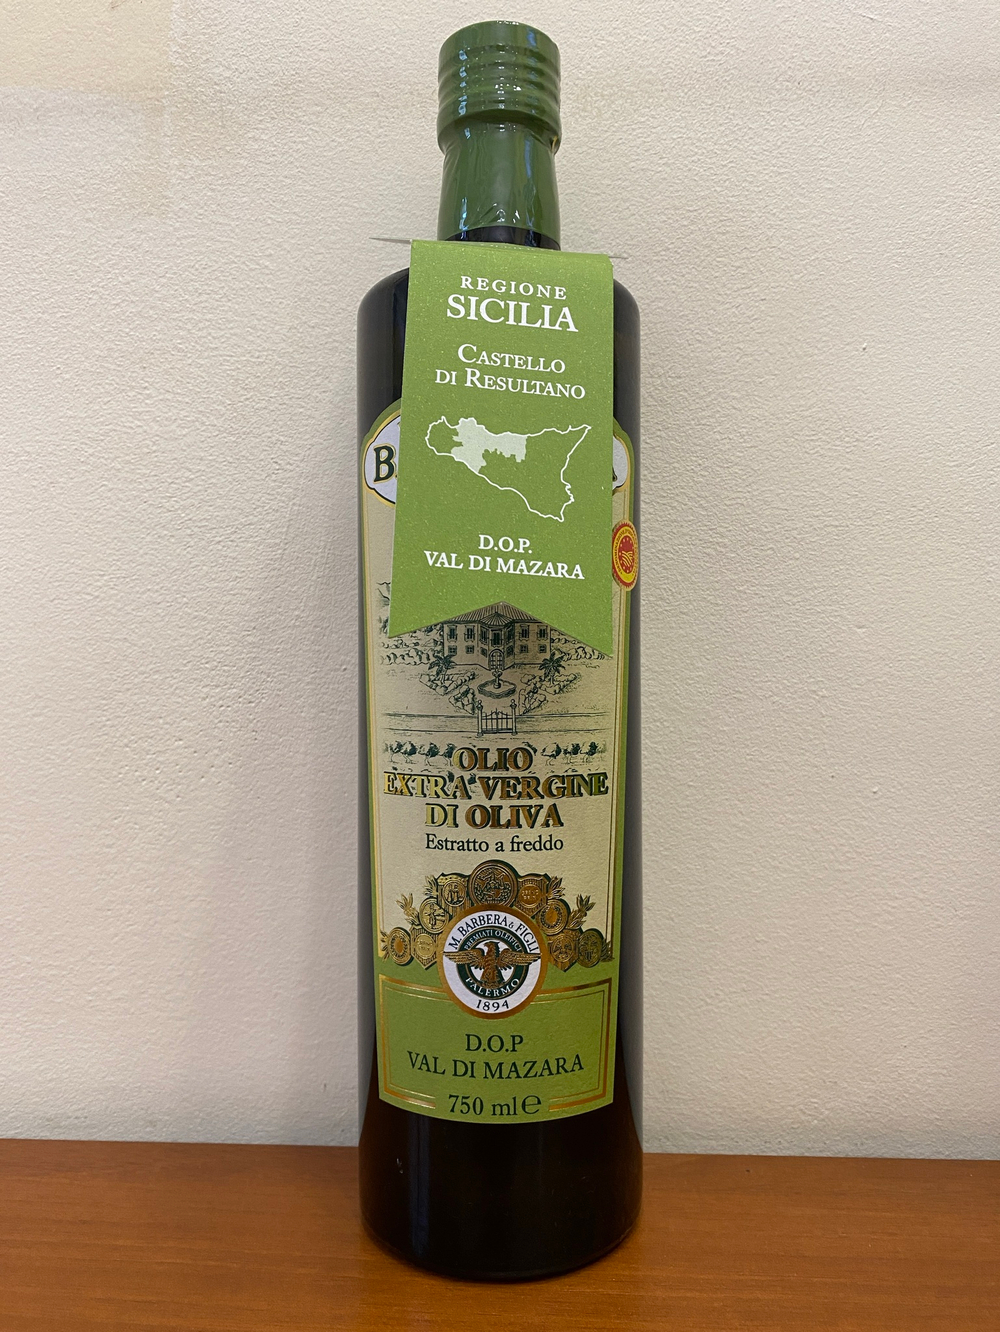 REGIONE
SICILIA
CASTELLO
DI RESULTANO
D.O.P.
VAL DI MAZARA
OLIO
EXTRA VERGINE
DI OLIVA
Estratto a freddo
M. BARBERA & FIGLI
PREMIATI OLEIFICI
PALERMO
1894
D.O.P
VAL DI MAZARA
750 ml ℮